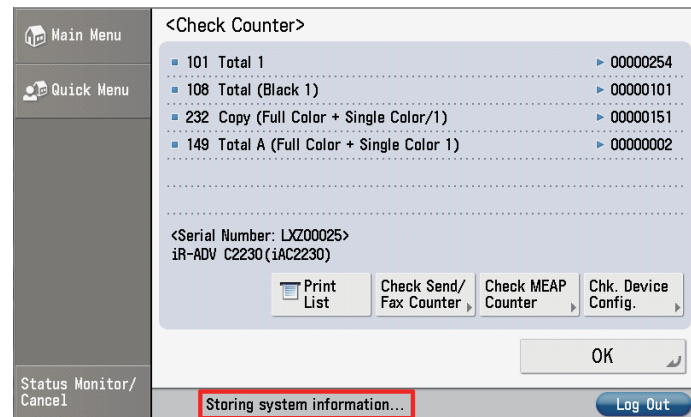 Main Menu
Quick Menu
<Check Counter>
101 Total 1 00000254
108 Total (Black 1) 00000101
232 Copy (Full Color + Single Color/1) 00000151
149 Total A (Full Color + Single Color 1) 00000002
<Serial Number: LXZ00025>
iR-ADV C2230(iAC2230)
Print List
Check Send/ Fax Counter
Check MEAP Counter
Chk. Device Config.
OK
Status Monitor/
Cancel
Storing system information...
Log Out